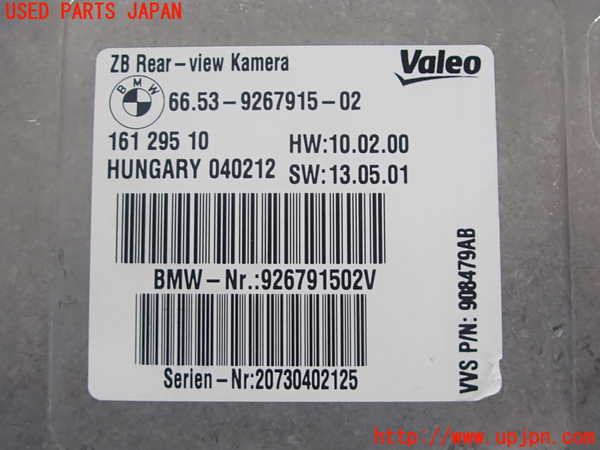 USED PARTS JAPAN
ZB Rear-view Kamera
Valeo
BMW
66.53-9267915-02
161 295 10
HW:10.02.00
HUNGARY 040212
SW:13.05.01
BMW-Nr.:926791502V
Serien-Nr:20730402125
VVS P/N: 908479AB
http://www.upjpn.com